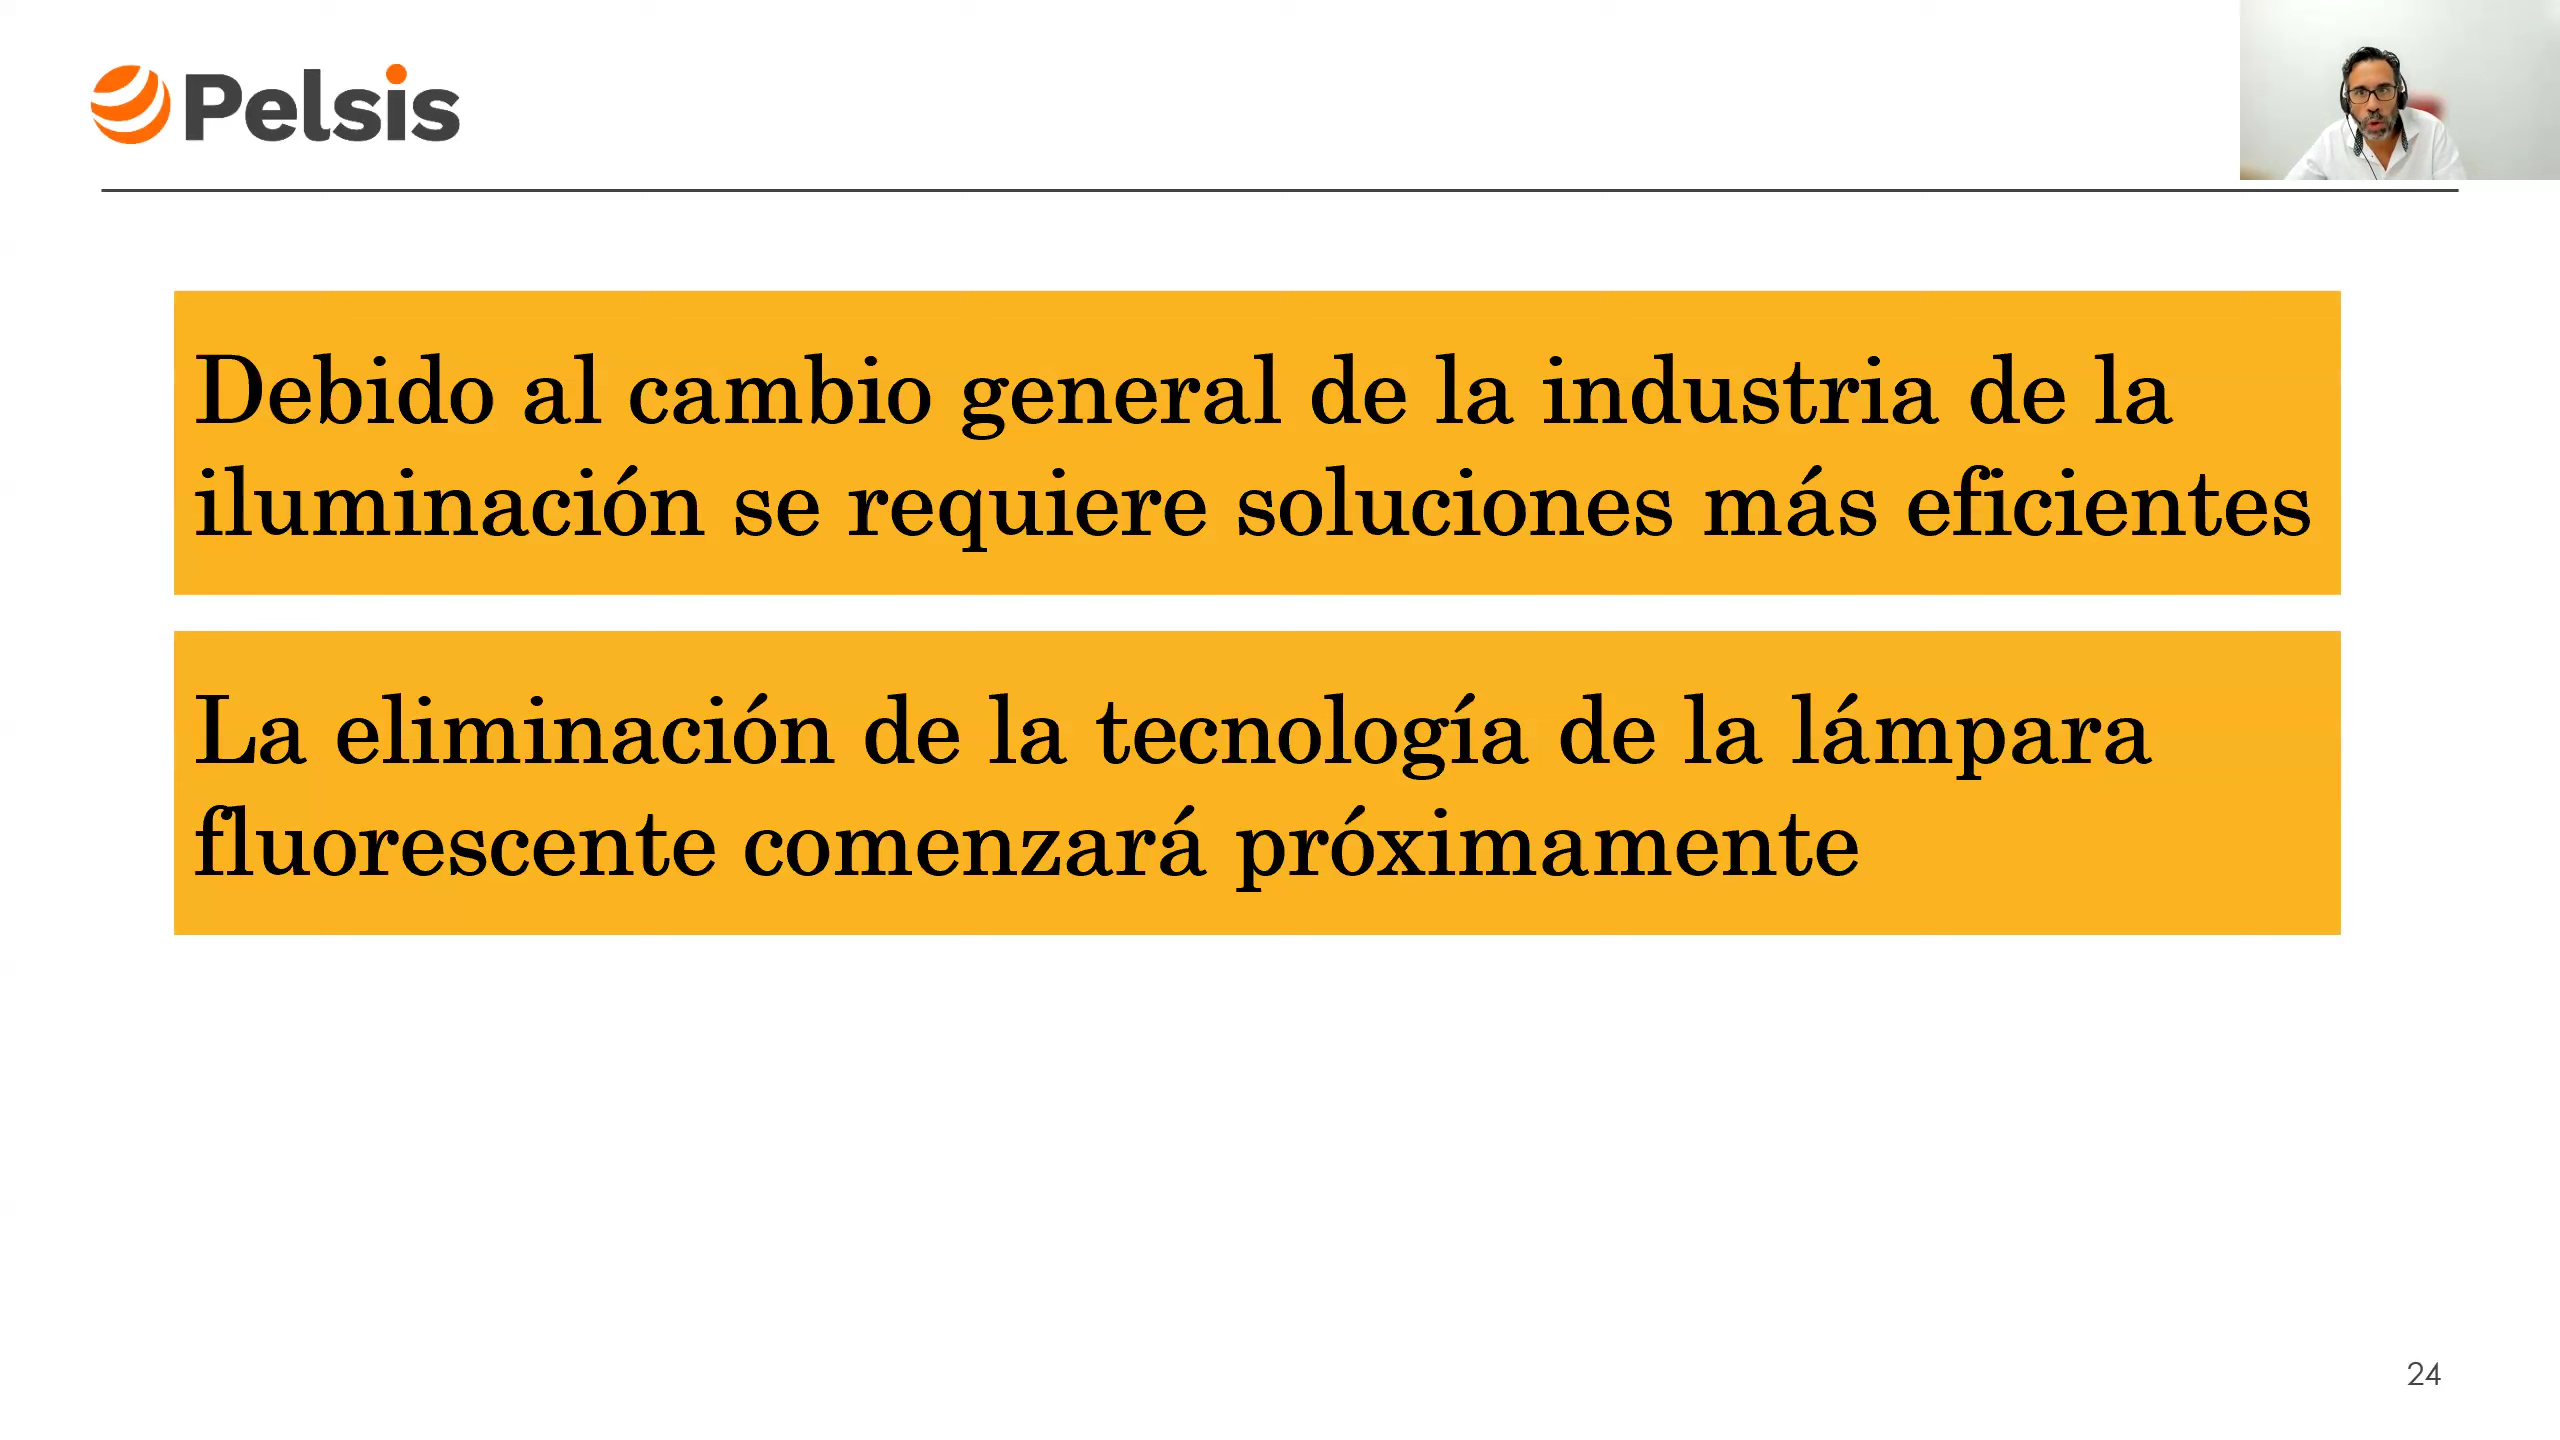 Pelsis
Debido al cambio general de la industria de la
iluminación se requiere soluciones más eficientes
La eliminación de la tecnología de la lámpara
fluorescente comenzará próximamente
24